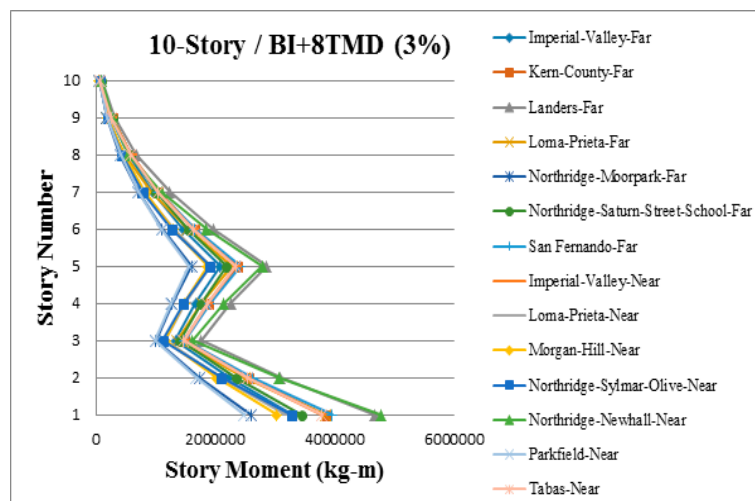 10-Story / BI+8TMD (3%)
Story Number
10
9
8
7
6
5
4
3
2
1
0
2000000
4000000
6000000
Story Moment (kg-m)
Imperial-Valley-Far
Kern-County-Far
Landers-Far
Loma-Prieta-Far
Northridge-Moorpark-Far
Northridge-Saturn-Street-School-Far
San Fernando-Far
Imperial-Valley-Near
Loma-Prieta-Near
Morgan-Hill-Near
Northridge-Sylmar-Olive-Near
Northridge-Newhall-Near
Parkfield-Near
Tabas-Near